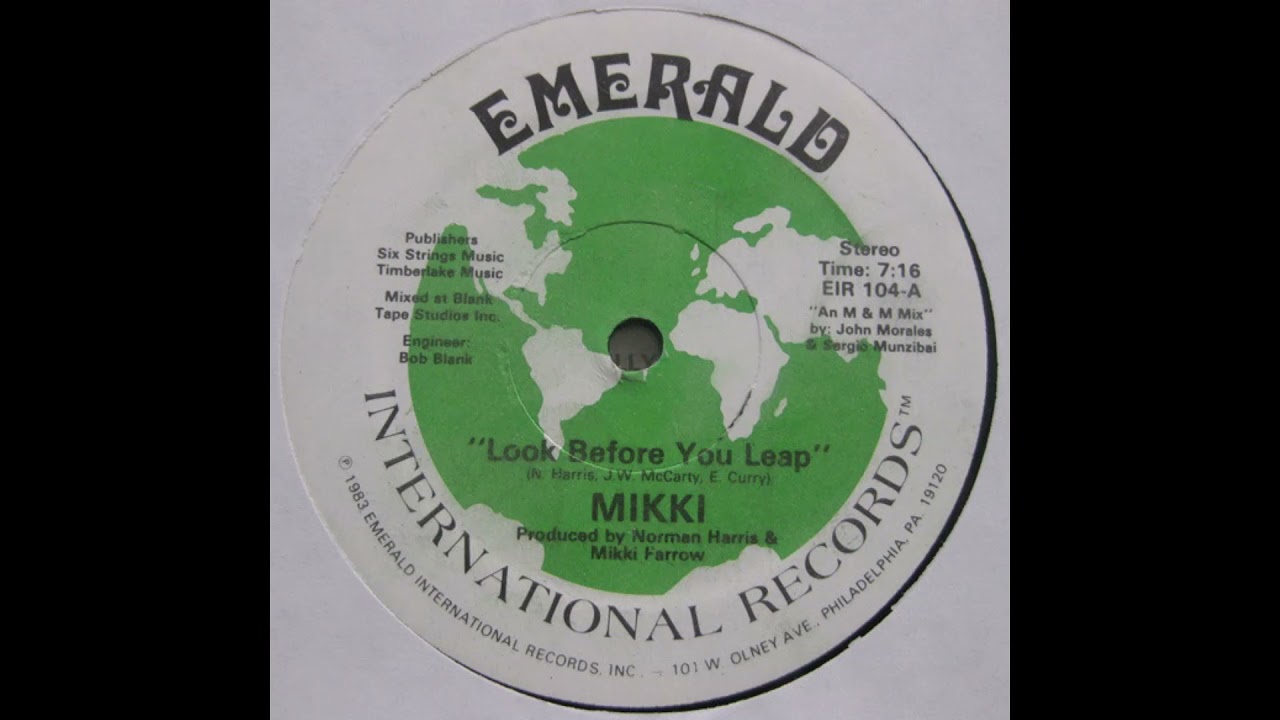 EMERALD
Publishers
Six Strings Music
Timberlake Music
Mixed at Blank
Tape Studios Inc.
Engineer:
Bob Blank
Stereo
Time: 7:16
EIR 104-A
"An M & M Mix"
by: John Morales
& Sergio Munzibai
"Look Before You Leap"
(N. Harris, J.W. McCarty, E. Curry)
MIKKI
Produced by Norman Harris &
Mikki Farrow
INTERNATIONAL RECORDS™
℗ 1983 EMERALD INTERNATIONAL RECORDS, INC. – 101 W. OLNEY AVE., PHILADELPHIA, PA. 19120